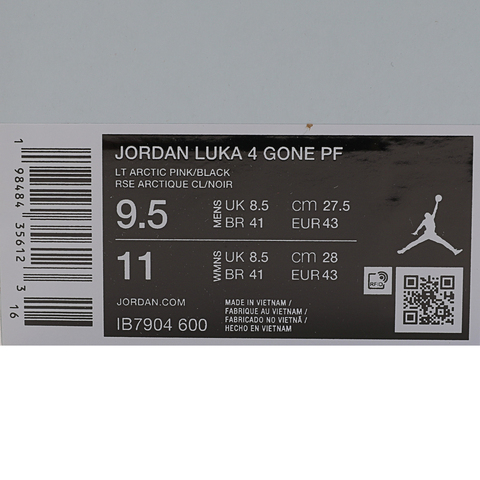 JORDAN LUKA 4 GONE PF
LT ARCTIC PINK/BLACK
RSE ARCTIQUE CL/NOIR
9.5 MENS UK 8.5 CM 27.5
BR 41 EUR 43
11 WMNS UK 8.5 CM 28
BR 41 EUR 43
JORDAN.COM
IB7904 600
MADE IN VIETNAM /
FABRIQUE AU VIETNAM /
FABRICADO NO VIETNÃ /
HECHO EN VIETNAM
RFID
1 98484 35612 3 16